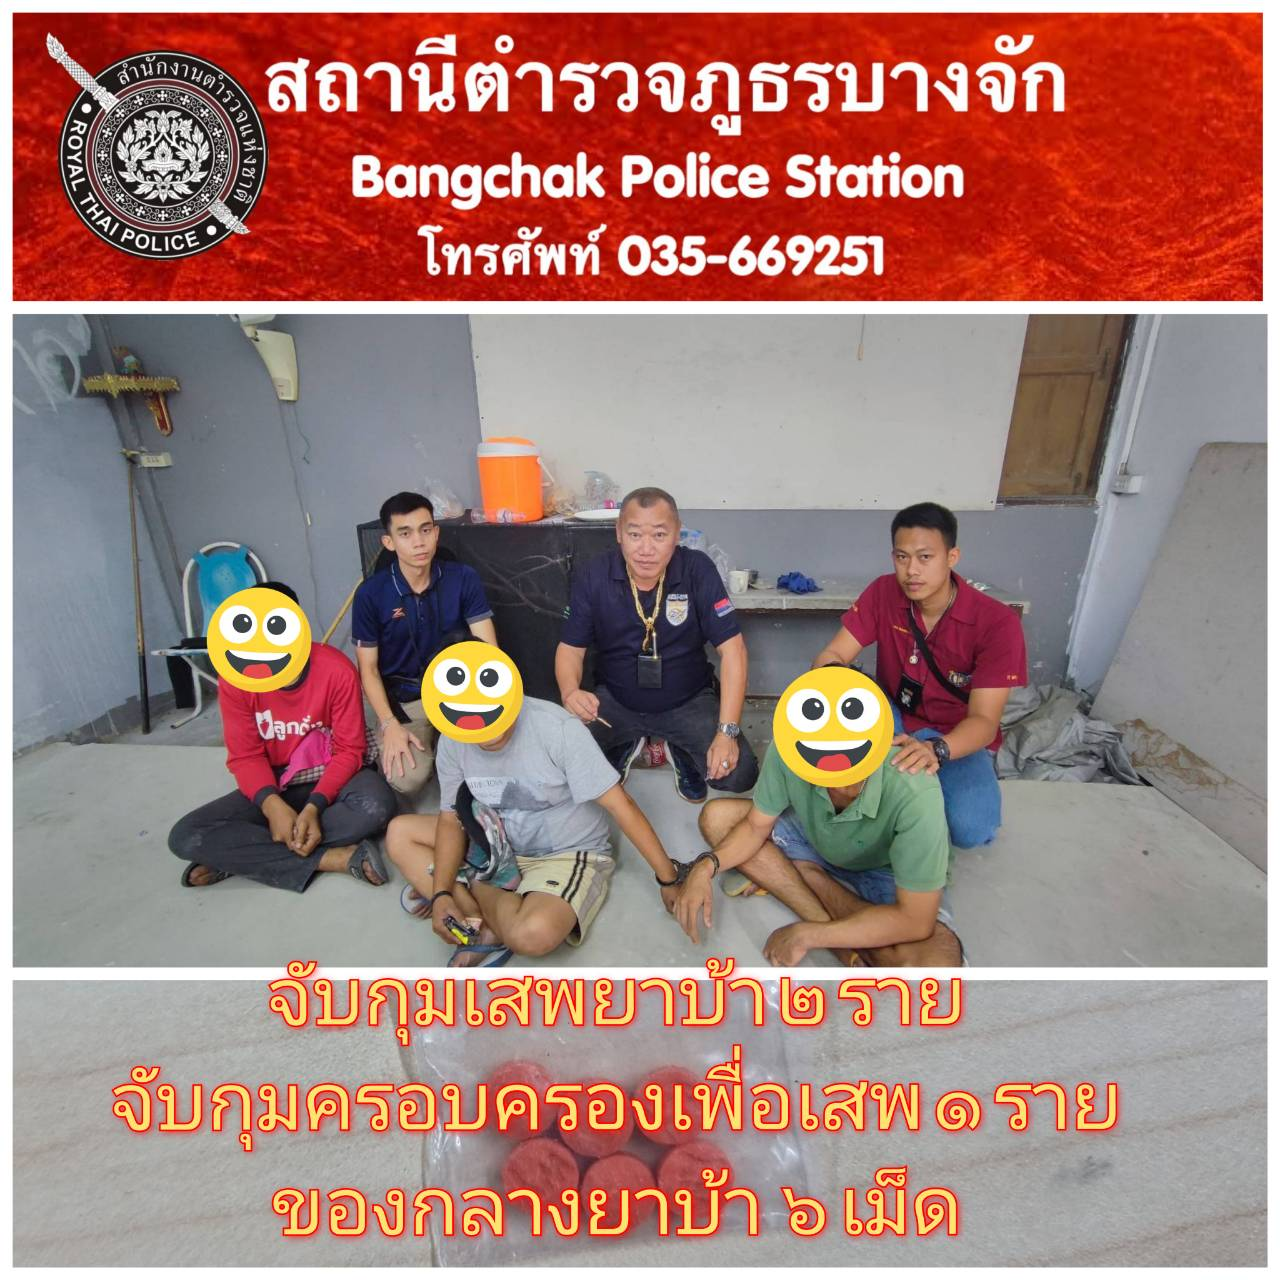 สถานีตำรวจภูธรบางจัก
สำนักงานตำรวจแห่งชาติ
ROYAL THAI POLICE
Bangchak Police Station
โทรศัพท์ 035-669251
จับกุมเสพยาบ้า ๒ ราย
จับกุมครอบครองเพื่อเสพ ๑ ราย
ของกลางยาบ้า ๖ เม็ด